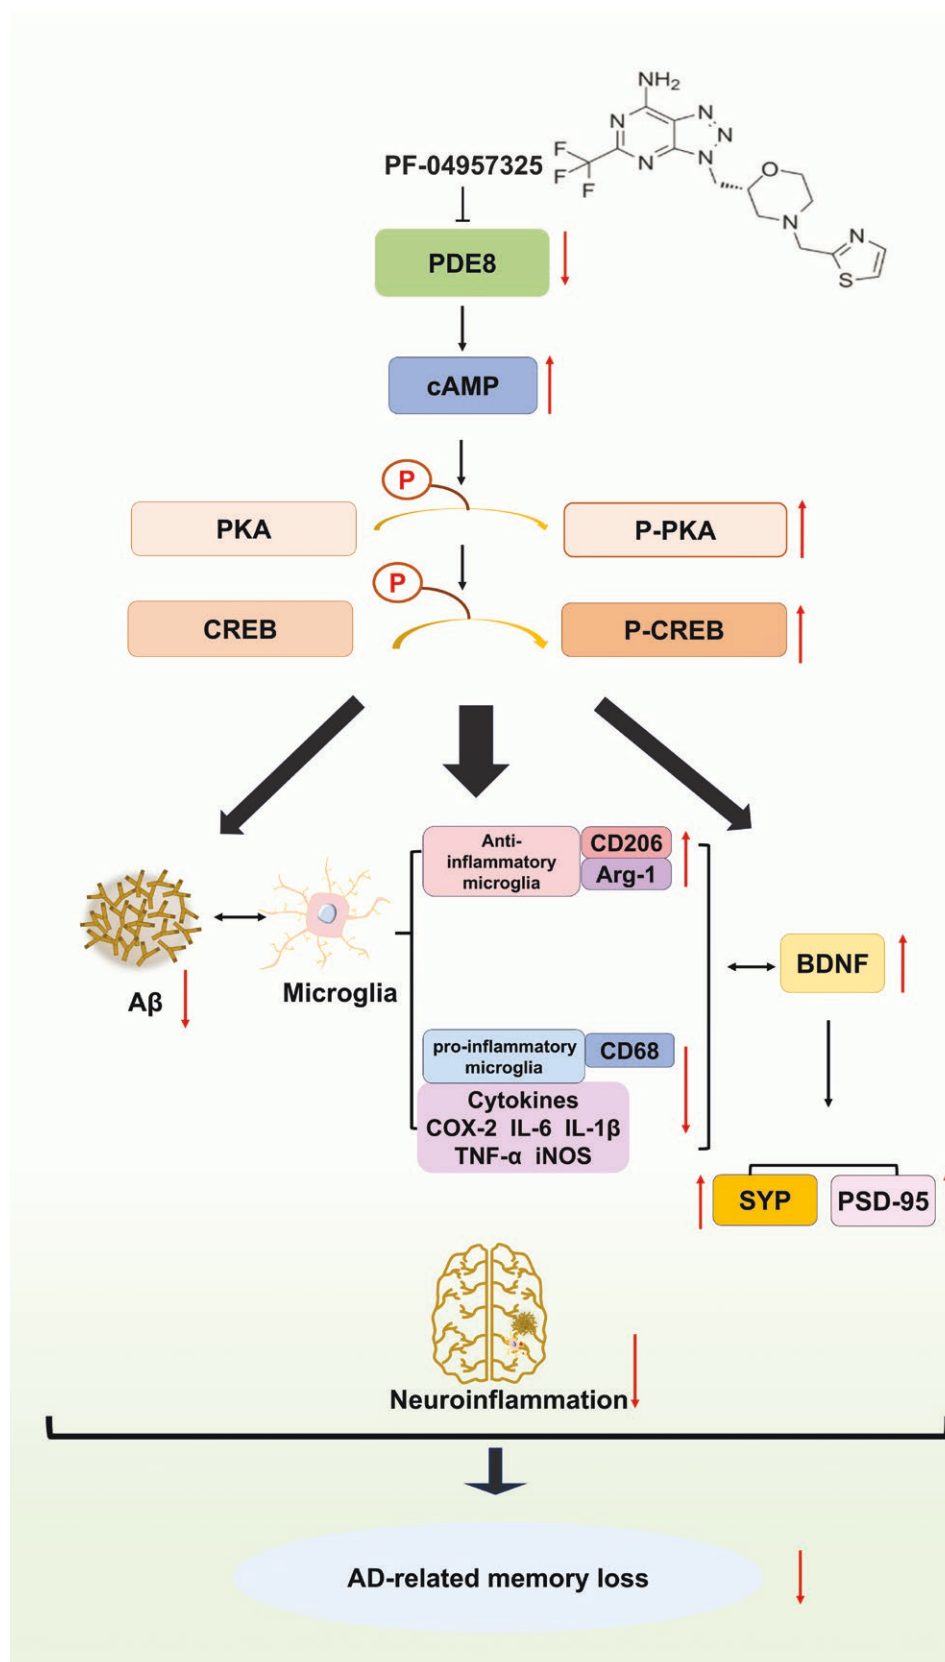 NH₂
N
N
N
N
N
F
F
F
O
N
N
S
PF-04957325
PDE8
cAMP
P
PKA
P-PKA
P
CREB
P-CREB
Anti-
inflammatory
microglia
CD206
Arg-1
Aβ
Microglia
BDNF
pro-inflammatory
microglia
CD68
Cytokines
COX-2 IL-6 IL-1β
TNF-α iNOS
SYP
PSD-95
Neuroinflammation
AD-related memory loss